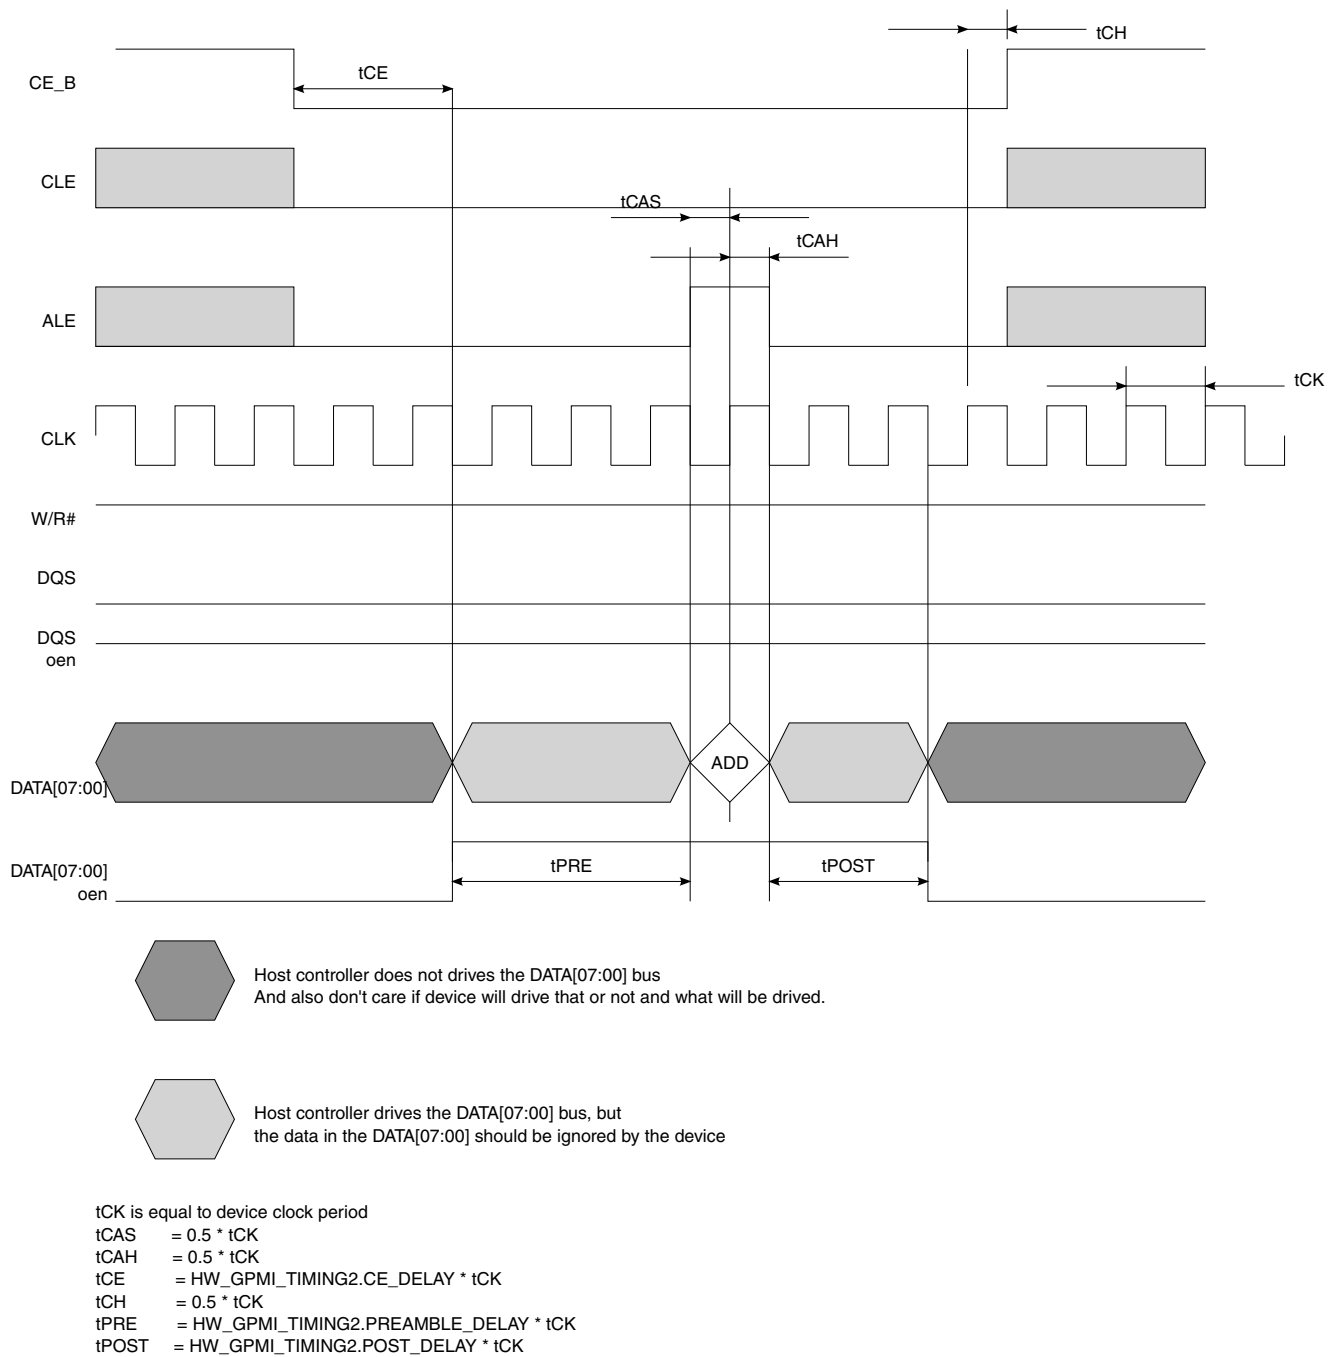 tCH
tCE
CE_B
CLE
tCAS
tCAH
ALE
tCK
CLK
W/R#
DQS
DQS
oen
ADD
DATA[07:00]
tPRE
tPOST
DATA[07:00]
oen
Host controller does not drives the DATA[07:00] bus
And also don't care if device will drive that or not and what will be drived.
Host controller drives the DATA[07:00] bus, but
the data in the DATA[07:00] should be ignored by the device
tCK is equal to device clock period
tCAS = 0.5 * tCK
tCAH = 0.5 * tCK
tCE = HW_GPMI_TIMING2.CE_DELAY * tCK
tCH = 0.5 * tCK
tPRE = HW_GPMI_TIMING2.PREAMBLE_DELAY * tCK
tPOST = HW_GPMI_TIMING2.POST_DELAY * tCK